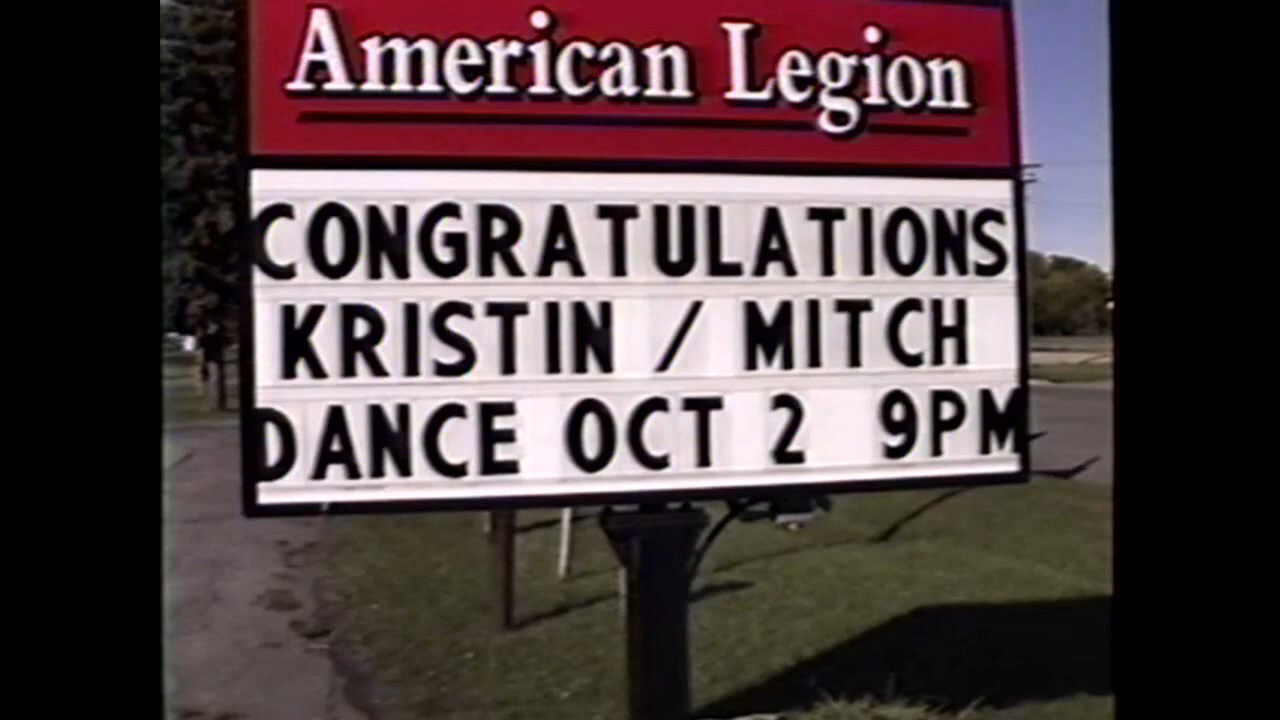 American Legion
CONGRATULATIONS
KRISTIN / MITCH
DANCE OCT 2 9PM